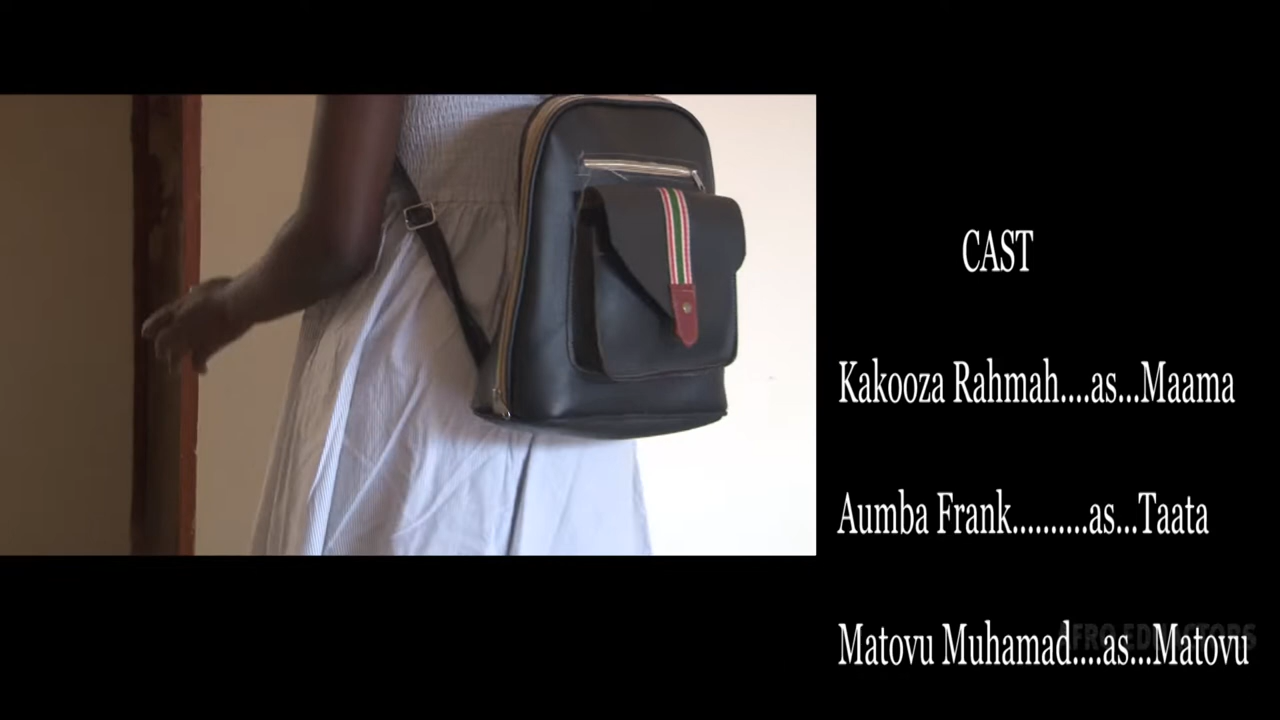 CAST
Kakooza Rahmah....as...Maama
Aumba Frank..........as...Taata
Matovu Muhamad....as...Matovu